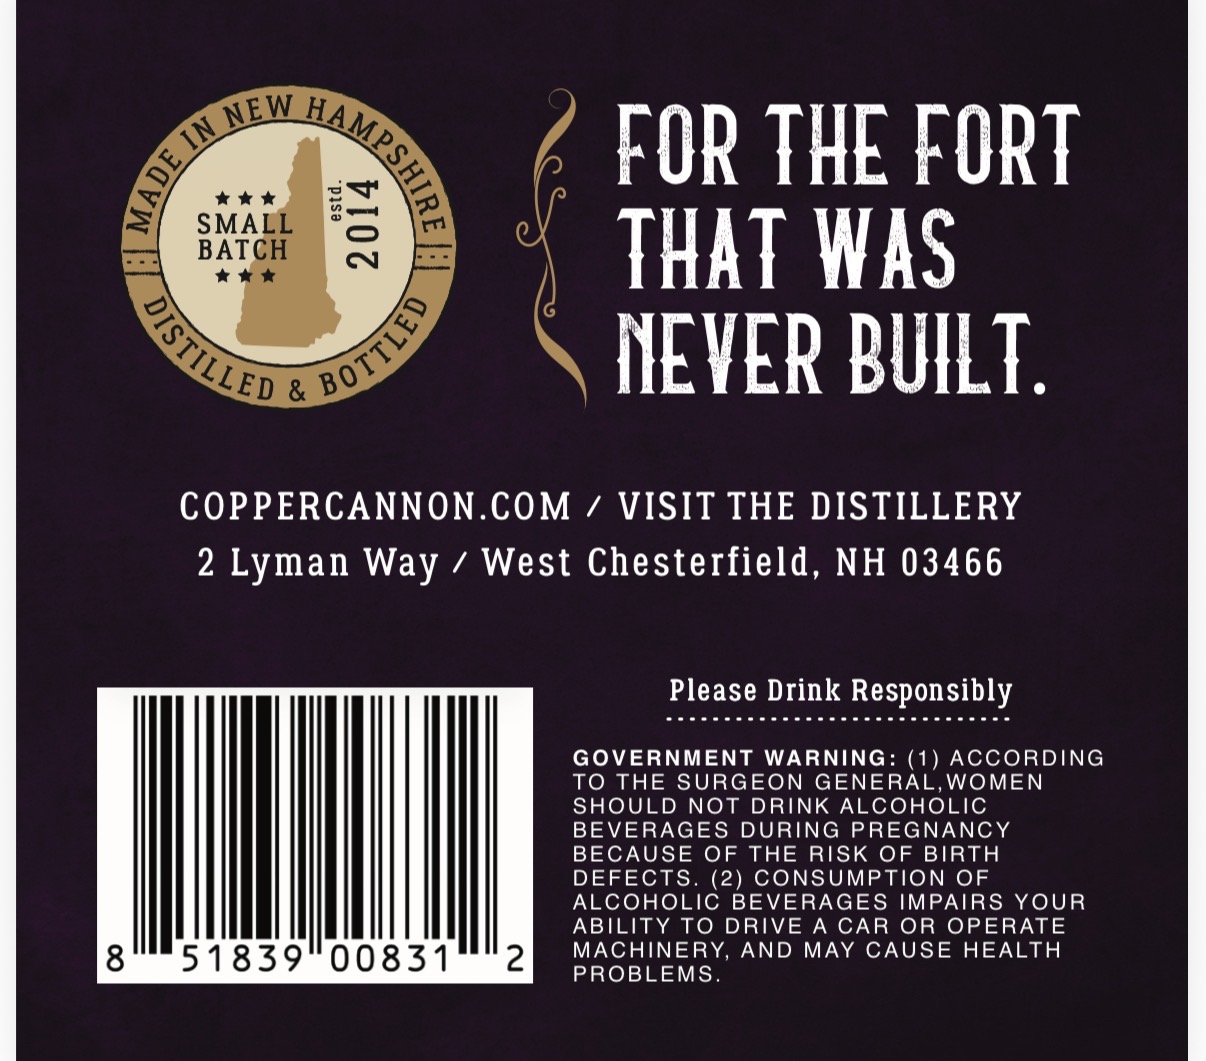 MADE IN NEW HAMPSHIRE
SMALL
BATCH
estd.
2014
DISTILLED & BOTTLED
FOR THE FORT
THAT WAS
NEVER BUILT.
COPPERCANNON.COM / VISIT THE DISTILLERY
2 Lyman Way / West Chesterfield, NH 03466
Please Drink Responsibly
GOVERNMENT WARNING: (1) ACCORDING
TO THE SURGEON GENERAL,WOMEN
SHOULD NOT DRINK ALCOHOLIC
BEVERAGES DURING PREGNANCY
BECAUSE OF THE RISK OF BIRTH
DEFECTS. (2) CONSUMPTION OF
ALCOHOLIC BEVERAGES IMPAIRS YOUR
ABILITY TO DRIVE A CAR OR OPERATE
MACHINERY, AND MAY CAUSE HEALTH
PROBLEMS.
8 51839 00831 2